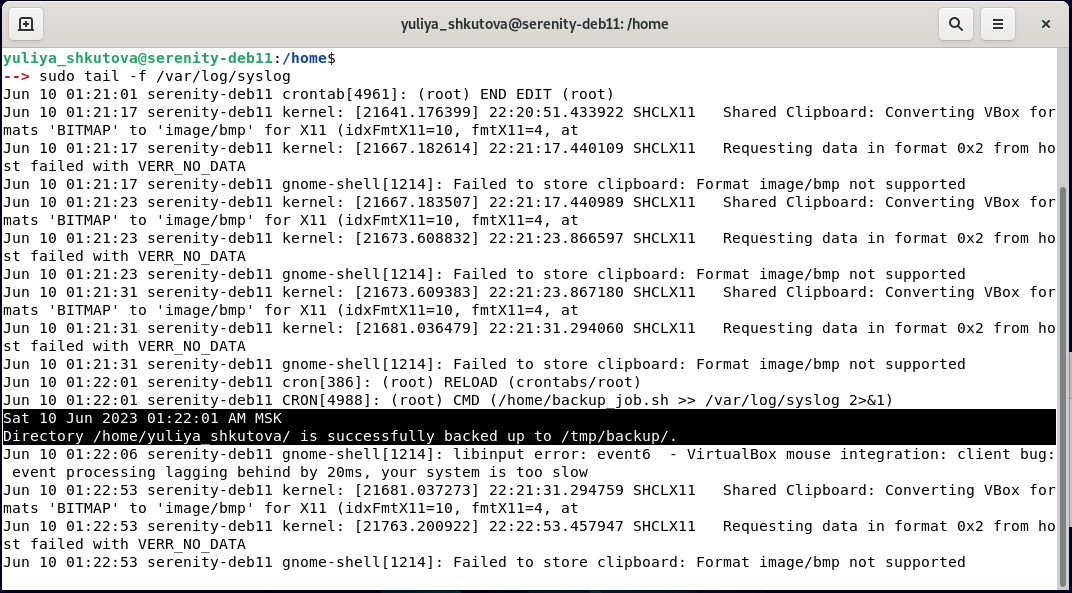 yuliya_shkutova@serenity-deb11: /home
yuliya_shkutova@serenity-deb11:/home$
--> sudo tail -f /var/log/syslog
Jun 10 01:21:01 serenity-deb11 crontab[4961]: (root) END EDIT (root)
Jun 10 01:21:17 serenity-deb11 kernel: [21641.176399] 22:20:51.433922 SHCLX11   Shared Clipboard: Converting VBox for
mats 'BITMAP' to 'image/bmp' for X11 (idxFmtX11=10, fmtX11=4, at
Jun 10 01:21:17 serenity-deb11 kernel: [21667.182614] 22:21:17.440109 SHCLX11   Requesting data in format 0x2 from ho
st failed with VERR_NO_DATA
Jun 10 01:21:17 serenity-deb11 gnome-shell[1214]: Failed to store clipboard: Format image/bmp not supported
Jun 10 01:21:23 serenity-deb11 kernel: [21667.183507] 22:21:17.440989 SHCLX11   Shared Clipboard: Converting VBox for
mats 'BITMAP' to 'image/bmp' for X11 (idxFmtX11=10, fmtX11=4, at
Jun 10 01:21:23 serenity-deb11 kernel: [21673.608832] 22:21:23.866597 SHCLX11   Requesting data in format 0x2 from ho
st failed with VERR_NO_DATA
Jun 10 01:21:23 serenity-deb11 gnome-shell[1214]: Failed to store clipboard: Format image/bmp not supported
Jun 10 01:21:31 serenity-deb11 kernel: [21673.609383] 22:21:23.867180 SHCLX11   Shared Clipboard: Converting VBox for
mats 'BITMAP' to 'image/bmp' for X11 (idxFmtX11=10, fmtX11=4, at
Jun 10 01:21:31 serenity-deb11 kernel: [21681.036479] 22:21:31.294060 SHCLX11   Requesting data in format 0x2 from ho
st failed with VERR_NO_DATA
Jun 10 01:21:31 serenity-deb11 gnome-shell[1214]: Failed to store clipboard: Format image/bmp not supported
Jun 10 01:22:01 serenity-deb11 cron[386]: (root) RELOAD (crontabs/root)
Jun 10 01:22:01 serenity-deb11 CRON[4988]: (root) CMD (/home/backup_job.sh >> /var/log/syslog 2>&1)
Sat 10 Jun 2023 01:22:01 AM MSK
Directory /home/yuliya_shkutova/ is successfully backed up to /tmp/backup/.
Jun 10 01:22:06 serenity-deb11 gnome-shell[1214]: libinput error: event6  - VirtualBox mouse integration: client bug:
 event processing lagging behind by 20ms, your system is too slow
Jun 10 01:22:53 serenity-deb11 kernel: [21681.037273] 22:21:31.294759 SHCLX11   Shared Clipboard: Converting VBox for
mats 'BITMAP' to 'image/bmp' for X11 (idxFmtX11=10, fmtX11=4, at
Jun 10 01:22:53 serenity-deb11 kernel: [21763.200922] 22:22:53.457947 SHCLX11   Requesting data in format 0x2 from ho
st failed with VERR_NO_DATA
Jun 10 01:22:53 serenity-deb11 gnome-shell[1214]: Failed to store clipboard: Format image/bmp not supported